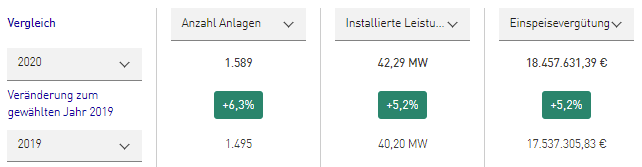 Vergleich
Anzahl Anlagen
Installierte Leistu...
Einspeisevergütung
2020
1.589
42,29 MW
18.457.631,39 €
Veränderung zum
gewählten Jahr 2019
+6,3%
+5,2%
+5,2%
2019
1.495
40,20 MW
17.537.305,83 €